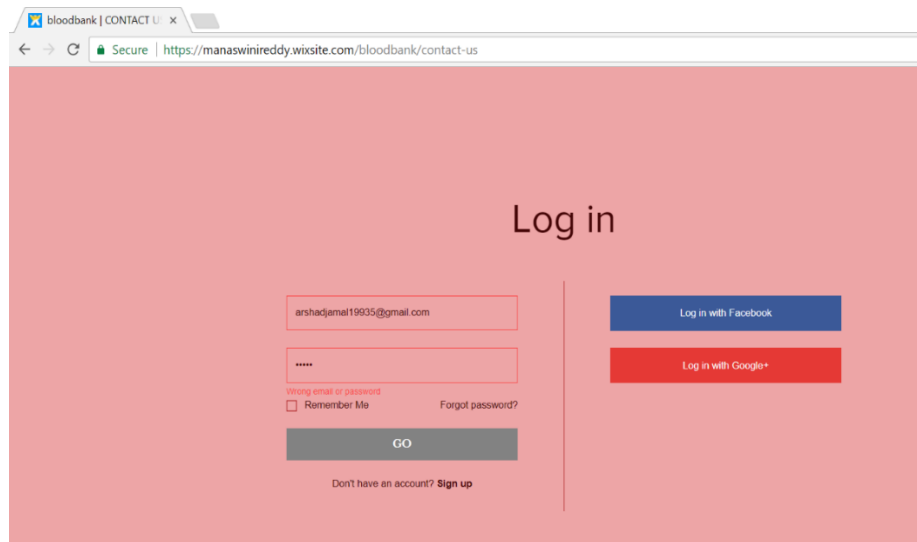 bloodbank | CONTACT U
Secure | https://manaswinireddy.wixsite.com/bloodbank/contact-us
Log in
arshadjamal19935@gmail.com
•••••
Wrong email or password
Remember Me
Forgot password?
GO
Don't have an account? Sign up
Log in with Facebook
Log in with Google+